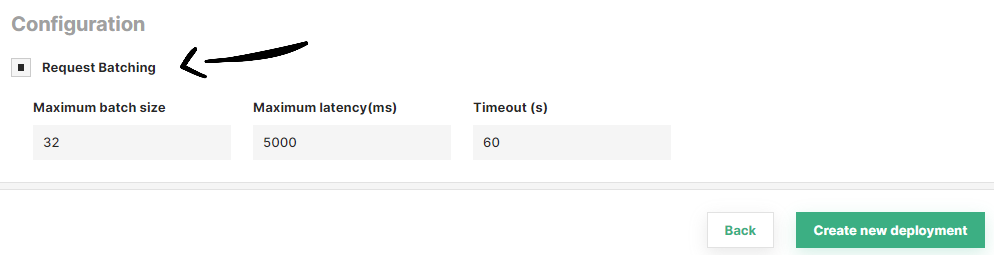 Configuration
Request Batching
Maximum batch size Maximum latency(ms) Timeout (s)
32 5000 60
Back Create new deployment